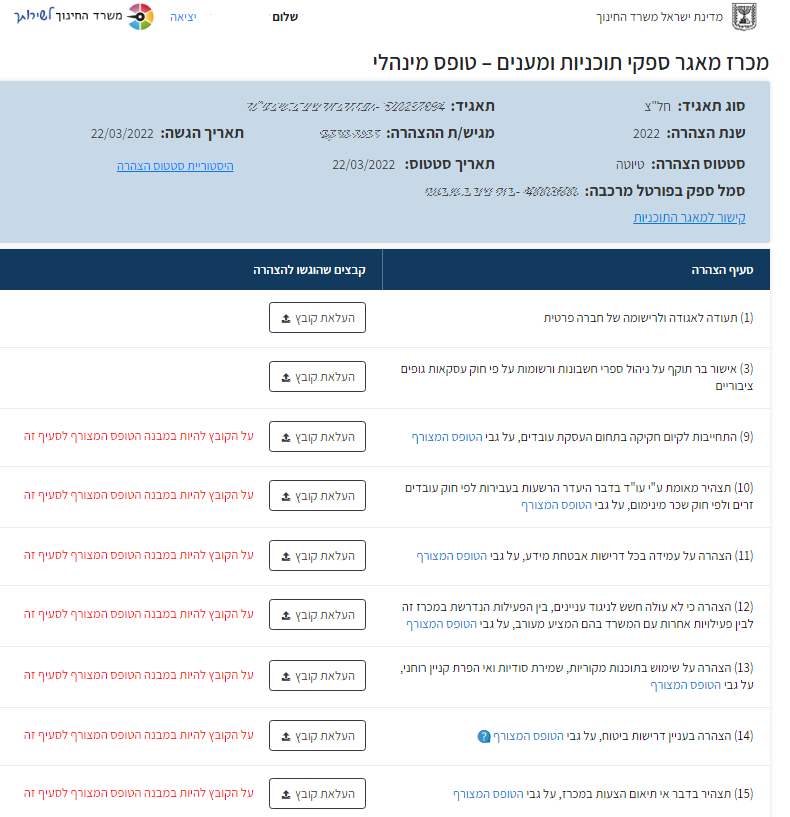 מדינת ישראל משרד החינוך
שלום
יציאה
משרד החינוך לשירותך
מכרז מאגר ספקי תוכניות ומענים – טופס מינהלי
סוג תאגיד: חל"צ
תאגיד:
שנת הצהרה: 2022
מגיש/ת ההצהרה:
תאריך הגשה: 22/03/2022
סטטוס הצהרה: טיוטה
תאריך סטטוס: 22/03/2022
היסטוריית סטטוס הצהרה
סמל ספק בפורטל מרכבה:
קישור למאגר התוכניות
סעיף הצהרה
קבצים שהוגשו להצהרה
(1) תעודה לאגודה ולרישומה של חברה פרטית
העלאת קובץ
(3) אישור בר תוקף על ניהול ספרי חשבונות ורשומות על פי חוק עסקאות גופים
ציבוריים
העלאת קובץ
(9) התחייבות לקיום חקיקה בתחום העסקת עובדים, על גבי הטופס המצורף
העלאת קובץ
על הקובץ להיות במבנה הטופס המצורף לסעיף זה
(10) תצהיר מאומת ע"י עו"ד בדבר היעדר הרשעות בעבירות לפי חוק עובדים
זרים ולפי חוק שכר מינימום, על גבי הטופס המצורף
העלאת קובץ
על הקובץ להיות במבנה הטופס המצורף לסעיף זה
(11) הצהרה על עמידה בכל דרישות אבטחת מידע, על גבי הטופס המצורף
העלאת קובץ
על הקובץ להיות במבנה הטופס המצורף לסעיף זה
(12) הצהרה כי לא עולה חשש לניגוד עניינים, בין הפעילות הנדרשת במכרז זה
לבין פעילויות אחרות עם המשרד בהם המציע מעורב, על גבי הטופס המצורף
העלאת קובץ
על הקובץ להיות במבנה הטופס המצורף לסעיף זה
(13) הצהרה על שימוש בתוכנות מקוריות, שמירת סודיות ואי הפרת קניין רוחני,
על גבי הטופס המצורף
העלאת קובץ
על הקובץ להיות במבנה הטופס המצורף לסעיף זה
(14) הצהרה בעניין דרישות ביטוח, על גבי הטופס המצורף ?
העלאת קובץ
על הקובץ להיות במבנה הטופס המצורף לסעיף זה
(15) תצהיר בדבר אי תיאום הצעות במכרז, על גבי הטופס המצורף
העלאת קובץ
על הקובץ להיות במבנה הטופס המצורף לסעיף זה